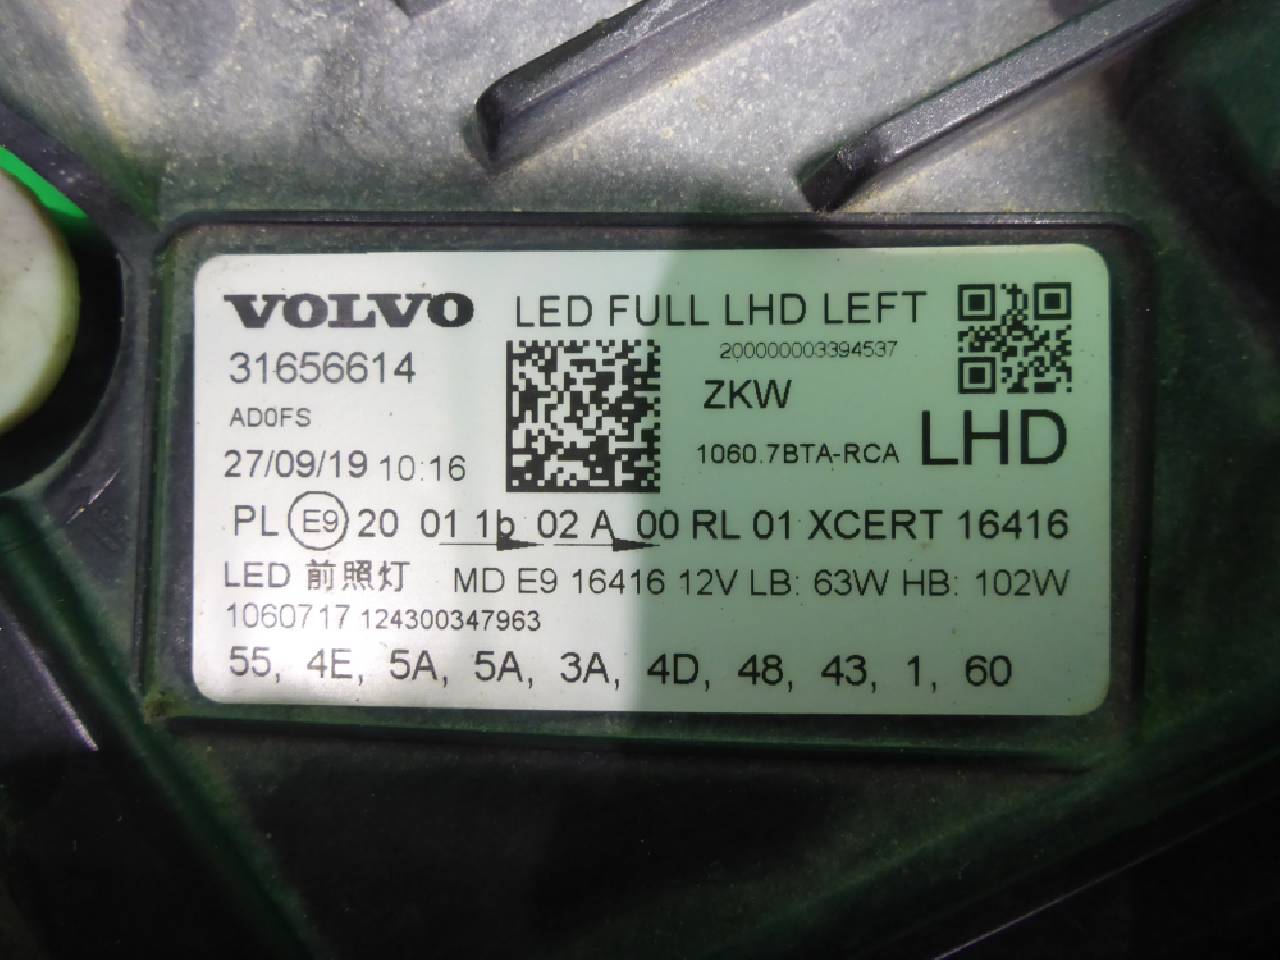 VOLVO LED FULL LHD LEFT
31656614 200000003394537
AD0FS ZKW
27/09/19 10:16 1060.7BTA-RCA LHD
PL E9 20 01 1b 02 A 00 RL 01 XCERT 16416
LED 前照灯 MD E9 16416 12V LB: 63W HB: 102W
1060717 124300347963
55, 4E, 5A, 5A, 3A, 4D, 48, 43, 1, 60